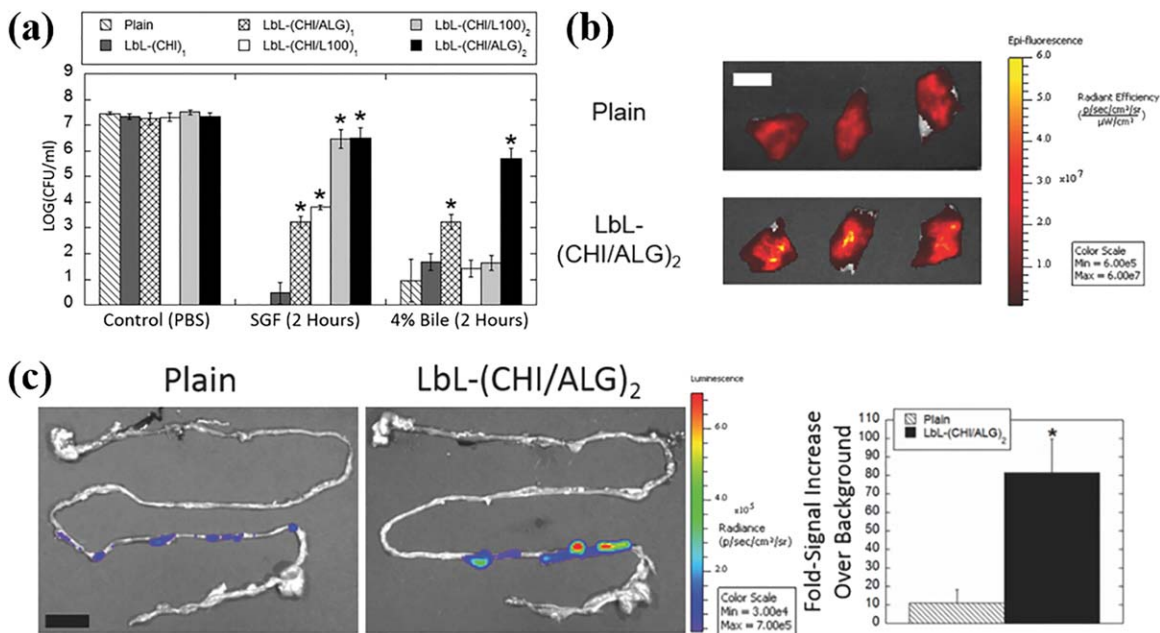 (a)
Plain LbL-(CHI/ALG)₁ LbL-(CHI/L100)₂
LbL-(CHI)₁ LbL-(CHI/L100)₁ LbL-(CHI/ALG)₂
LOG(CFU/ml)
9
8
7
6
5
4
3
2
1
0
* * * *
* *
Control (PBS) SGF (2 Hours) 4% Bile (2 Hours)
(b)
Plain
LbL-
(CHI/ALG)₂
Epi-fluorescence
6.0
5.0
4.0
3.0
2.0
1.0
x10⁷
Radiant Efficiency
(p/sec/cm²/sr
μW/cm²)
Color Scale
Min = 6.00e5
Max = 6.00e7
(c)
Plain LbL-(CHI/ALG)₂
Luminescence
6.0
4.0
2.0
x10⁵
Radiance
(p/sec/cm²/sr)
Color Scale
Min = 3.00e4
Max = 7.00e5
Fold-Signal Increase
Over Background
110
100
90
80
70
60
50
40
30
20
10
0
Plain
LbL-(CHI/ALG)₂
*